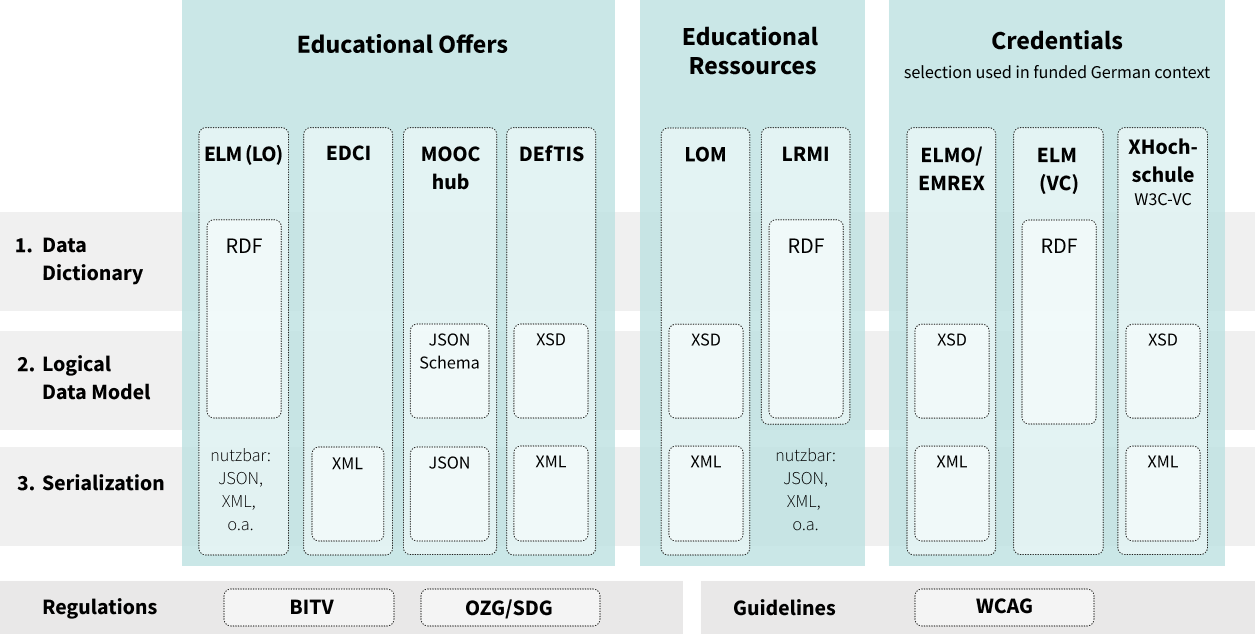 Educational Offers
Educational
Ressources
Credentials
selection used in funded German context
ELM (LO)
EDCI
MOOC
hub
DEfTIS
LOM
LRMI
ELMO/
EMREX
ELM
(VC)
XHoch-
schule
W3C-VC
1. Data
Dictionary
RDF
RDF
RDF
2. Logical
Data Model
JSON
Schema
XSD
XSD
XSD
XSD
3. Serialization
nutzbar:
JSON,
XML,
o.a.
XML
JSON
XML
XML
nutzbar:
JSON,
XML,
o.a.
XML
XML
Regulations
BITV
OZG/SDG
Guidelines
WCAG